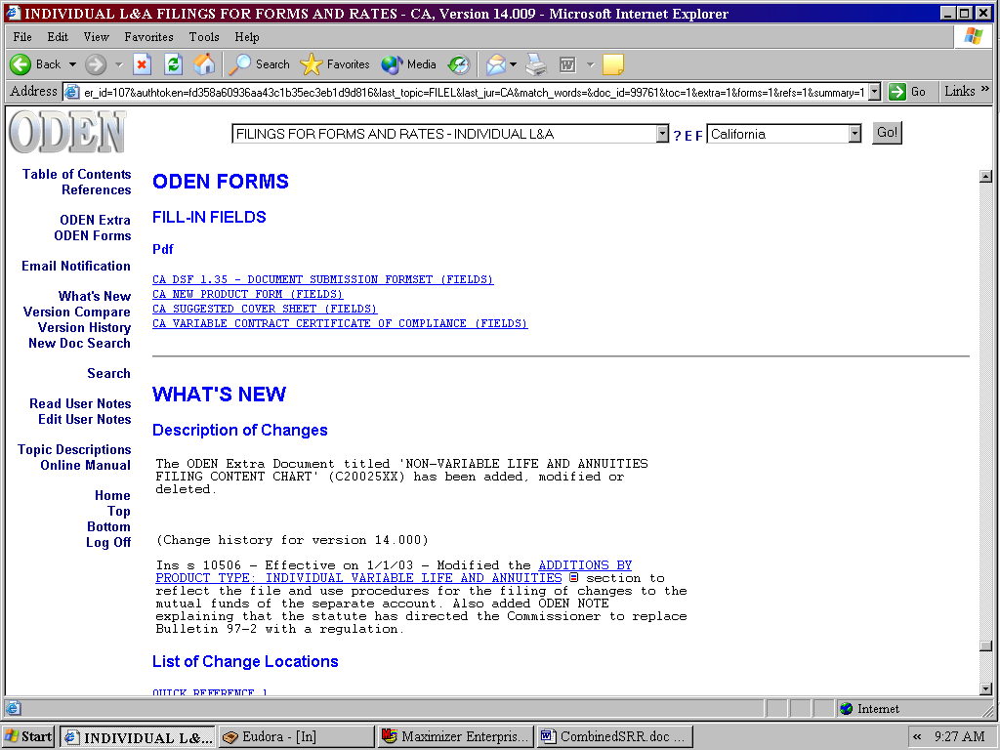 INDIVIDUAL L&A FILINGS FOR FORMS AND RATES - CA, Version 14.009 - Microsoft Internet Explorer
File Edit View Favorites Tools Help
Back Search Favorites Media
Address er_id=107&authtoken=fd358a60936aa43c1b35ec3eb1d9d816&last_topic=FILEL&last_jur=CA&match_words=&doc_id=99761&toc=1&extra=1&forms=1&refs=1&summary=1 Go Links »
ODEN FILINGS FOR FORMS AND RATES - INDIVIDUAL L&A ? E F California Go!
Table of Contents
References
ODEN Extra
ODEN Forms
Email Notification
What's New
Version Compare
Version History
New Doc Search
Search
Read User Notes
Edit User Notes
Topic Descriptions
Online Manual
Home
Top
Bottom
Log Off
ODEN FORMS
FILL-IN FIELDS
Pdf
CA DSF 1.35 - DOCUMENT SUBMISSION FORMSET (FIELDS)
CA NEW PRODUCT FORM (FIELDS)
CA SUGGESTED COVER SHEET (FIELDS)
CA VARIABLE CONTRACT CERTIFICATE OF COMPLIANCE (FIELDS)
WHAT'S NEW
Description of Changes
The ODEN Extra Document titled 'NON-VARIABLE LIFE AND ANNUITIES
FILING CONTENT CHART' (C20025XX) has been added, modified or
deleted.
(Change history for version 14.000)
Ins s 10506 - Effective on 1/1/03 - Modified the ADDITIONS BY
PRODUCT TYPE: INDIVIDUAL VARIABLE LIFE AND ANNUITIES section to
reflect the file and use procedures for the filing of changes to the
mutual funds of the separate account. Also added ODEN NOTE
explaining that the statute has directed the Commissioner to replace
Bulletin 97-2 with a regulation.
List of Change Locations
QUICK REFERENCE 1
Internet
Start INDIVIDUAL L&... Eudora - [In] Maximizer Enterpris... CombinedSRR.doc ... « 9:27 AM